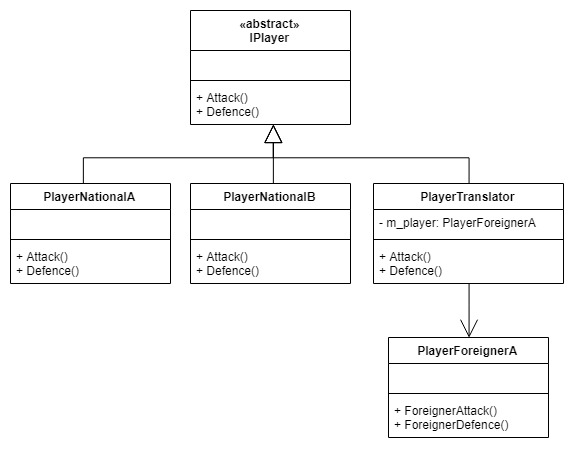 «abstract»
IPlayer
+ Attack()
+ Defence()
PlayerNationalA
+ Attack()
+ Defence()
PlayerNationalB
+ Attack()
+ Defence()
PlayerTranslator
- m_player: PlayerForeignerA
+ Attack()
+ Defence()
PlayerForeignerA
+ ForeignerAttack()
+ ForeignerDefence()